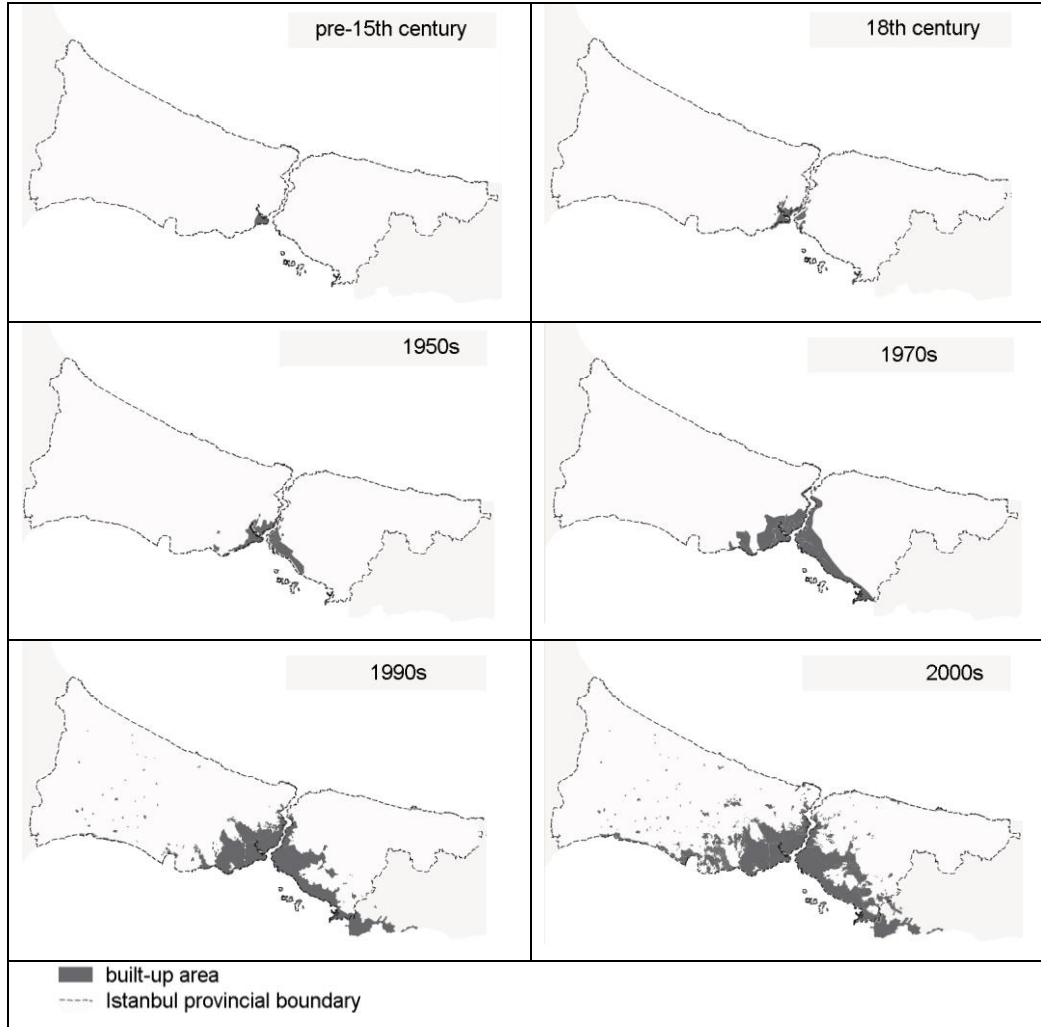 pre-15th century
18th century
1950s
1970s
1990s
2000s
built-up area
Istanbul provincial boundary